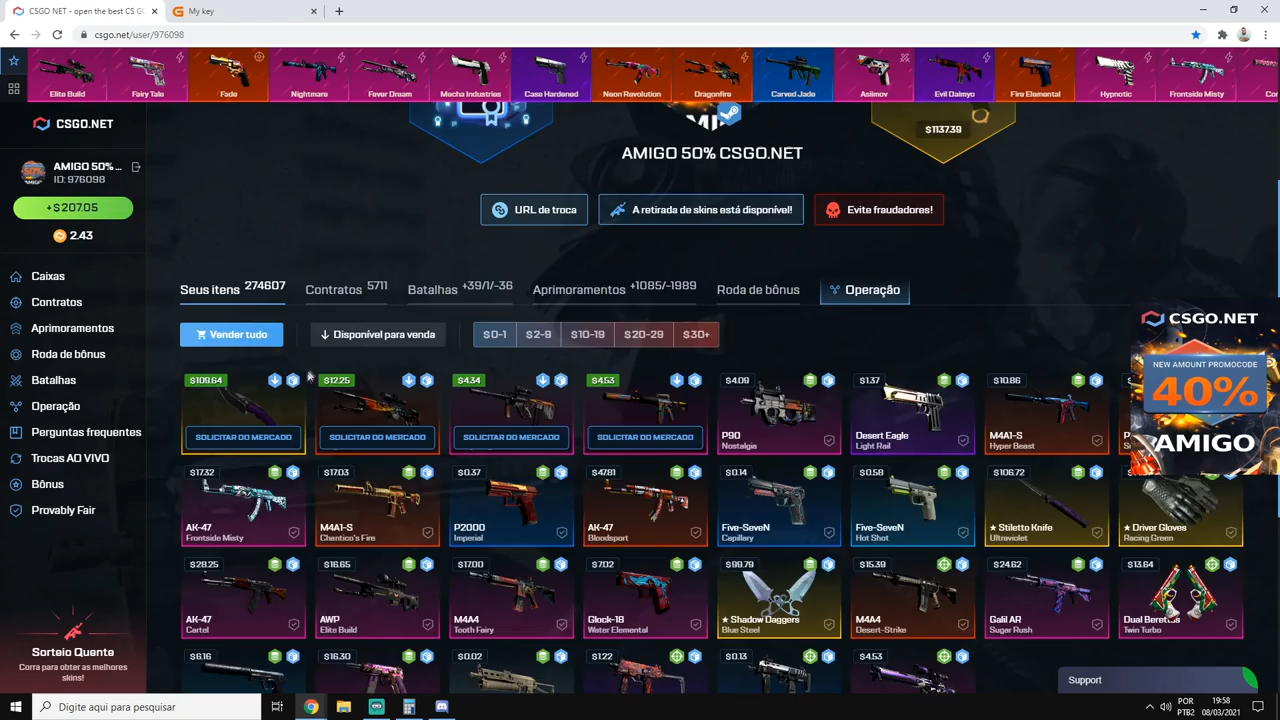 CSGO NET - open the best CS GO
My key
csgo.net/user/976098
Elite Build
Fairy Tale
Fade
Nightmare
Fever Dream
Mecha Industries
Case Hardened
Neon Revolution
Dragonfire
Carved Jade
Asiimov
Evil Daimyo
Fire Elemental
Hypnotic
Frontside Misty
CSGO.NET
AMIGO 50% ...
ID: 976098
+$207.05
2.43
Caixas
Contratos
Aprimoramentos
Roda de bônus
Batalhas
Operação
Perguntas frequentes
Trocas AO VIVO
Bônus
Provably Fair
Sorteio Quente
Corra para obter as melhores
skins!
$1137.39
AMIGO 50% CSGO.NET
URL de troca
A retirada de skins está disponível!
Evite fraudadores!
Seus itens 274607
Contratos 5711
Batalhas +39/1/-36
Aprimoramentos +1085/-1989
Roda de bônus
Operação
Vender tudo
Disponível para venda
$0-1
$2-9
$10-19
$20-29
$30+
CSGO.NET
NEW AMOUNT PROMOCODE
40%
AMIGO
$109.64
SOLICITAR DO MERCADO
$12.25
SOLICITAR DO MERCADO
$4.34
SOLICITAR DO MERCADO
$4.53
SOLICITAR DO MERCADO
$4.09
P90
Nostalgia
$1.37
Desert Eagle
Light Rail
$10.86
M4A1-S
Hyper Beast
$17.32
AK-47
Frontside Misty
$17.03
M4A1-S
Chantico's Fire
$0.37
P2000
Imperial
$47.81
AK-47
Bloodsport
$0.14
Five-SeveN
Capillary
$0.58
Five-SeveN
Hot Shot
$106.72
★ Stiletto Knife
Ultraviolet
★ Driver Gloves
Racing Green
$28.25
AK-47
Cartel
$16.65
AWP
Elite Build
$17.00
M4A4
Tooth Fairy
$7.02
Glock-18
Water Elemental
$99.79
★ Shadow Daggers
Blue Steel
$15.39
M4A4
Desert-Strike
$24.62
Galil AR
Sugar Rush
$13.64
Dual Berettas
Twin Turbo
$6.16
$16.30
$0.02
$1.22
$0.13
$4.53
Support
Digite aqui para pesquisar
POR
PTB2
19:58
08/03/2021